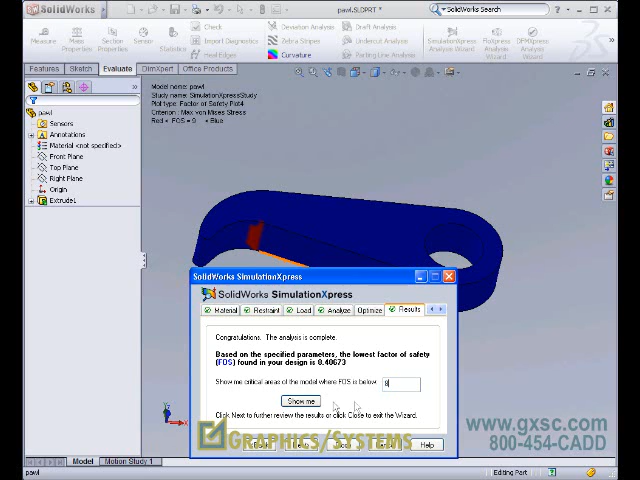 SolidWorks
pawl.SLDPRT *
SolidWorks Search
Measure
Mass Properties
Section Properties
Sensor
Statistics
Check
Import Diagnostics
Heal Edges
Deviation Analysis
Zebra Stripes
Curvature
Draft Analysis
Undercut Analysis
Parting Line Analysis
SimulationXpress Analysis Wizard
FloXpress Analysis Wizard
DFMXpress Analysis Wizard
Features
Sketch
Evaluate
DimXpert
Office Products
pawl
Sensors
Annotations
Material <not specified>
Front Plane
Top Plane
Right Plane
Origin
Extrude1
Model name: pawl
Study name: SimulationXpressStudy
Plot type: Factor of Safety Plot4
Criterion : Max von Mises Stress
Red < FOS = 9 < Blue
SolidWorks SimulationXpress
SolidWorks SimulationXpress
Material
Restraint
Load
Analyze
Optimize
Results
Congratulations. The analysis is complete.
Based on the specified parameters, the lowest factor of safety
(FOS) found in your design is 8.48673
Show me critical areas of the model where FOS is below:
Show me
Click Next to further review the results or click Close to exit the Wizard.
Help
GRAPHICS/SYSTEMS
www.gxsc.com
800-454-CADD
Model
Motion Study 1
pawl
Editing Part